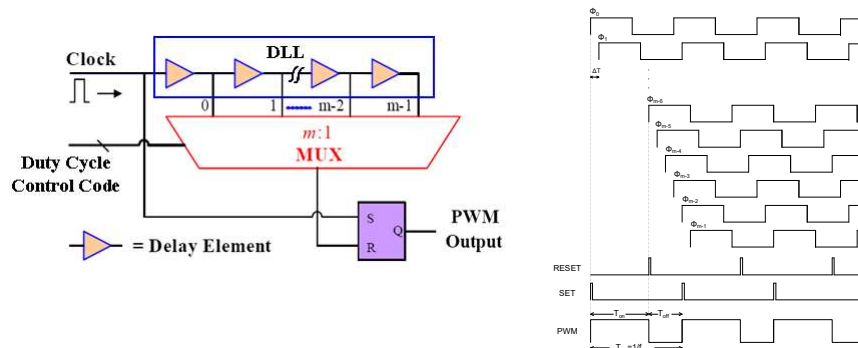 DLL
Clock
0
1
m-2
m-1
m:1
MUX
Duty Cycle
Control Code
S
R
Q
PWM
Output
= Delay Element
Φ0
Φ1
ΔT
Φm-6
Φm-5
Φm-4
Φm-3
Φm-2
Φm-1
RESET
SET
Ton
Toff
PWM